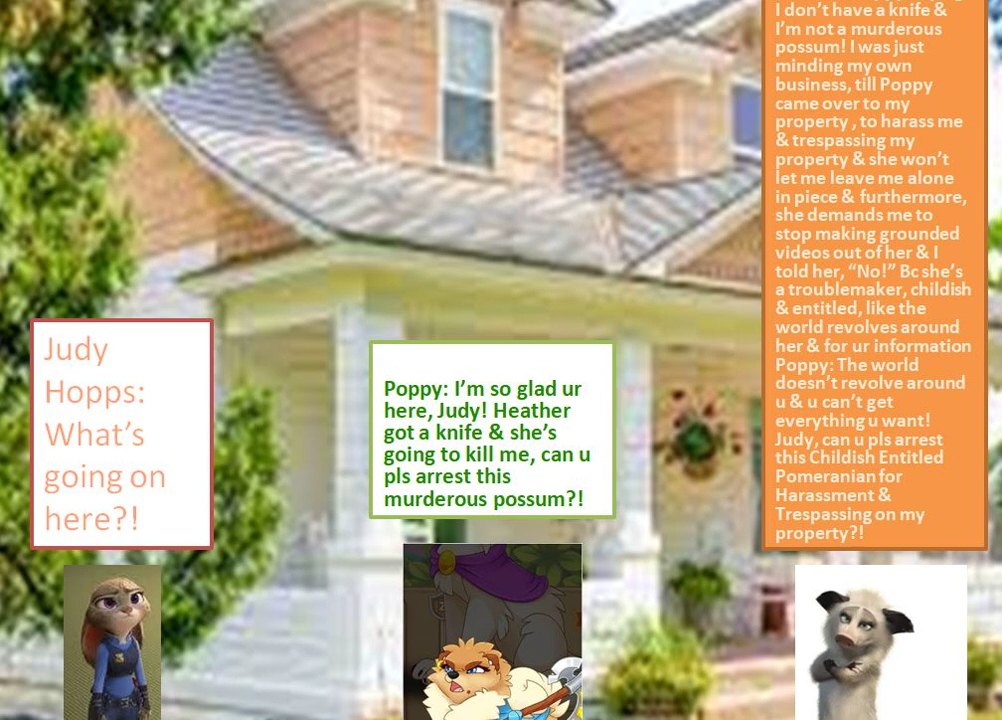 Judy
Hopps:
What's
going on
here?!
Poppy: I'm so glad ur
here, Judy! Heather
got a knife & she's
going to kill me, can u
pls arrest this
murderous possum?!
I don't have a knife &
I'm not a murderous
possum! I was just
minding my own
business, till Poppy
came over to my
property , to harass me
& trespassing my
property & she won't
let me leave me alone
in piece & furthermore,
she demands me to
stop making grounded
videos out of her & I
told her, "No!" Bc she's
a troublemaker, childish
& entitled, like the
world revolves around
her & for ur information
Poppy: The world
doesn't revolve around
u & u can't get
everything u want!
Judy, can u pls arrest
this Childish Entitled
Pomeranian for
Harassment &
Trespassing on my
property?!